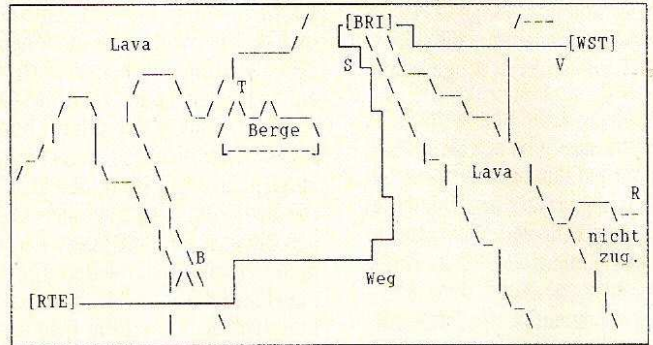 [BRI]
Lava
[WST]
S
V
T
Berge
Lava
R
nicht
zug.
B
Weg
[RTE]